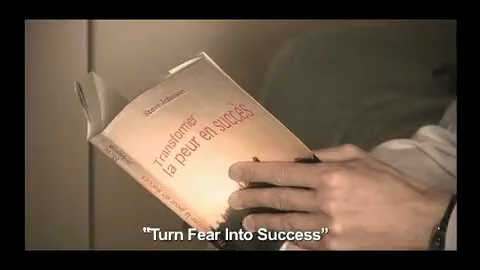 Steve Johnson
Transformer
la peur en succès
"Turn Fear Into Success"